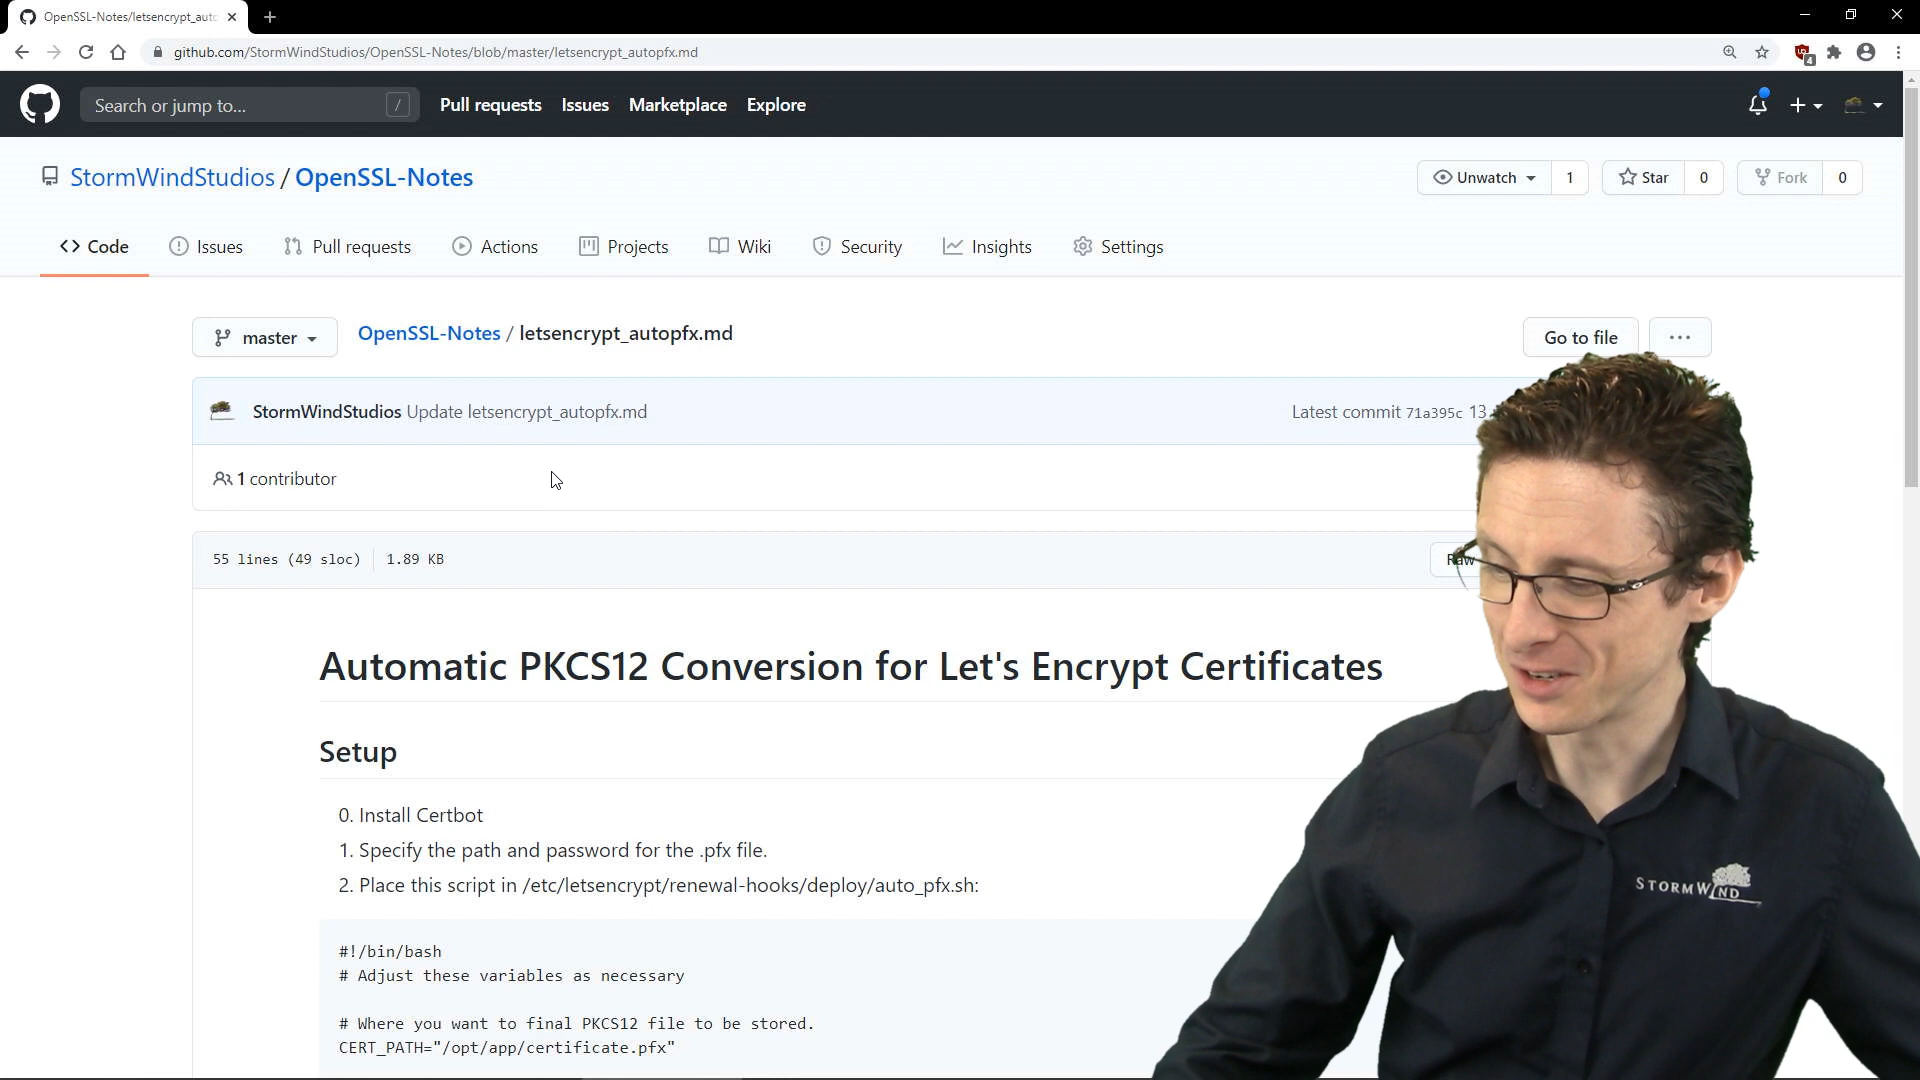 OpenSSL-Notes/letsencrypt_aut
github.com/StormWindStudios/OpenSSL-Notes/blob/master/letsencrypt_autopfx.md
4
Search or jump to... /
Pull requests Issues Marketplace Explore
StormWindStudios / OpenSSL-Notes
Unwatch 1
Star 0
Fork 0
Code Issues Pull requests Actions Projects Wiki Security Insights Settings
master
OpenSSL-Notes / letsencrypt_autopfx.md
Go to file
StormWindStudios Update letsencrypt_autopfx.md
Latest commit 71a395c 13
1 contributor
55 lines (49 sloc) 1.89 KB
Raw
Automatic PKCS12 Conversion for Let's Encrypt Certificates
Setup
0. Install Certbot
1. Specify the path and password for the .pfx file.
2. Place this script in /etc/letsencrypt/renewal-hooks/deploy/auto_pfx.sh:
#!/bin/bash
# Adjust these variables as necessary
# Where you want to final PKCS12 file to be stored.
CERT_PATH="/opt/app/certificate.pfx"
STORMWIND